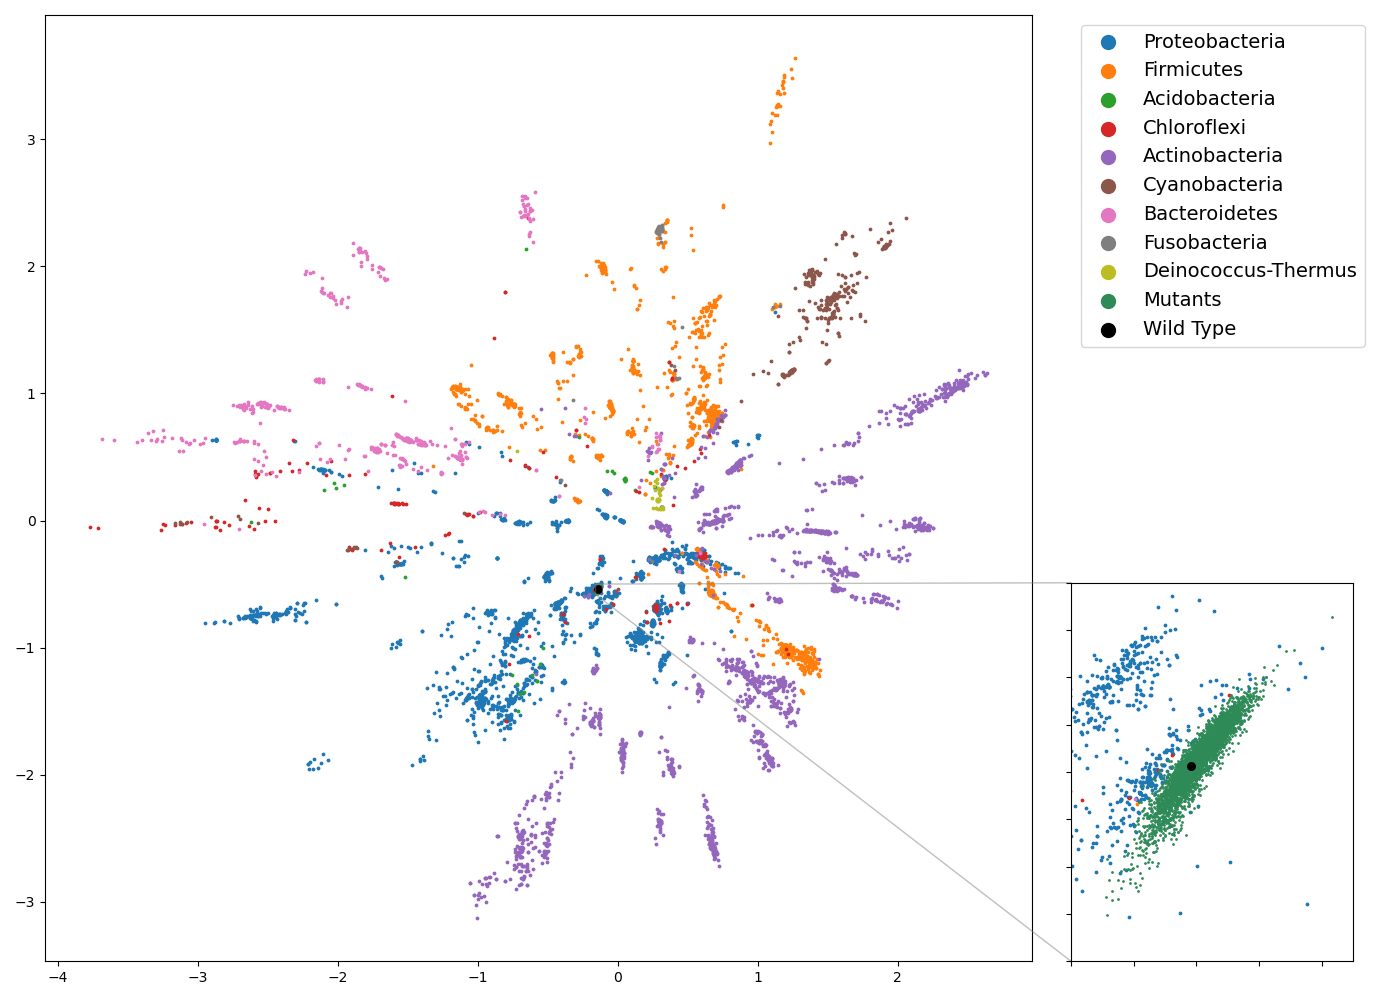 Proteobacteria
Firmicutes
Acidobacteria
Chloroflexi
Actinobacteria
Cyanobacteria
Bacteroidetes
Fusobacteria
Deinococcus-Thermus
Mutants
Wild Type
3
2
1
0
−1
−2
−3
−4 −3 −2 −1 0 1 2